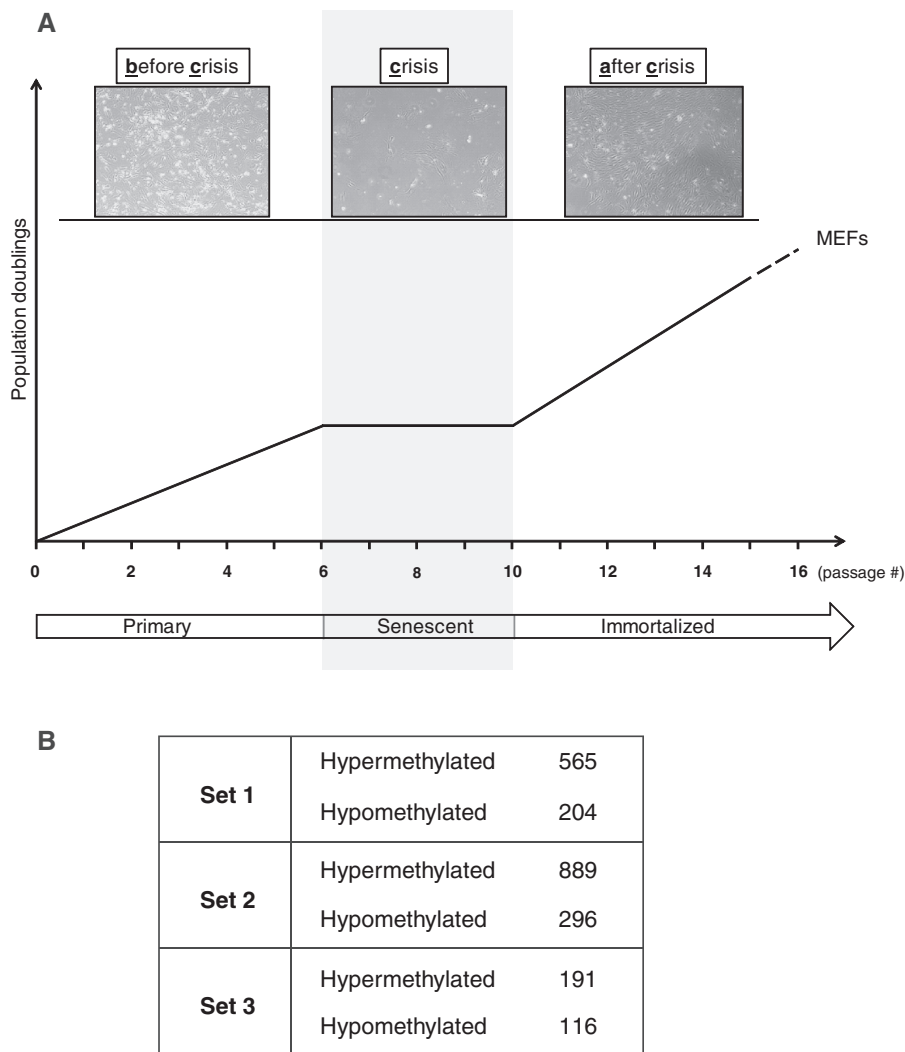 A
before crisis
crisis
after crisis
Population doublings
MEFs
0 2 4 6 8 10 12 14 16 (passage #)
Primary Senescent Immortalized
B
Set 1
Hypermethylated 565
Hypomethylated 204
Set 2
Hypermethylated 889
Hypomethylated 296
Set 3
Hypermethylated 191
Hypomethylated 116